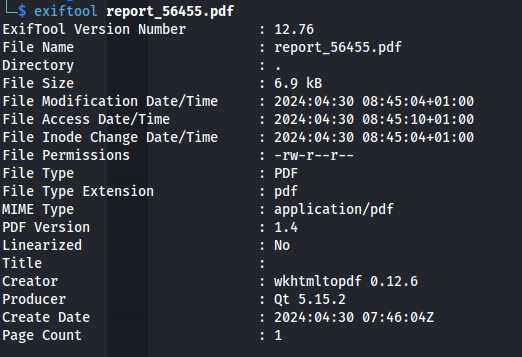 └─$ exiftool report_56455.pdf
ExifTool Version Number : 12.76
File Name : report_56455.pdf
Directory : .
File Size : 6.9 kB
File Modification Date/Time : 2024:04:30 08:45:04+01:00
File Access Date/Time : 2024:04:30 08:45:10+01:00
File Inode Change Date/Time : 2024:04:30 08:45:04+01:00
File Permissions : -rw-r--r--
File Type : PDF
File Type Extension : pdf
MIME Type : application/pdf
PDF Version : 1.4
Linearized : No
Title :
Creator : wkhtmltopdf 0.12.6
Producer : Qt 5.15.2
Create Date : 2024:04:30 07:46:04Z
Page Count : 1